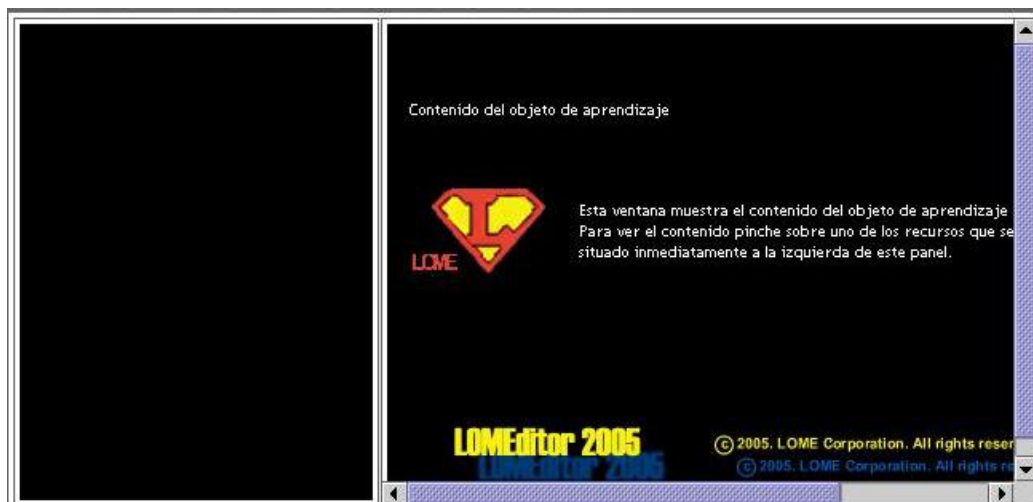 Contenido del objeto de aprendizaje
Esta ventana muestra el contenido del objeto de aprendizaje
Para ver el contenido pinche sobre uno de los recursos que se
situado inmediatamente a la izquierda de este panel.
L
LOME
LOMEditor 2005
LOMEditor 2005
© 2005. LOME Corporation. All rights reser
© 2005. LOME Corporation. All rights re